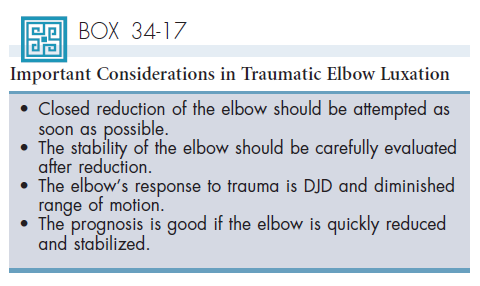 BOX 34-17
Important Considerations in Traumatic Elbow Luxation
• Closed reduction of the elbow should be attempted as
soon as possible.
• The stability of the elbow should be carefully evaluated
after reduction.
• The elbow's response to trauma is DJD and diminished
range of motion.
• The prognosis is good if the elbow is quickly reduced
and stabilized.